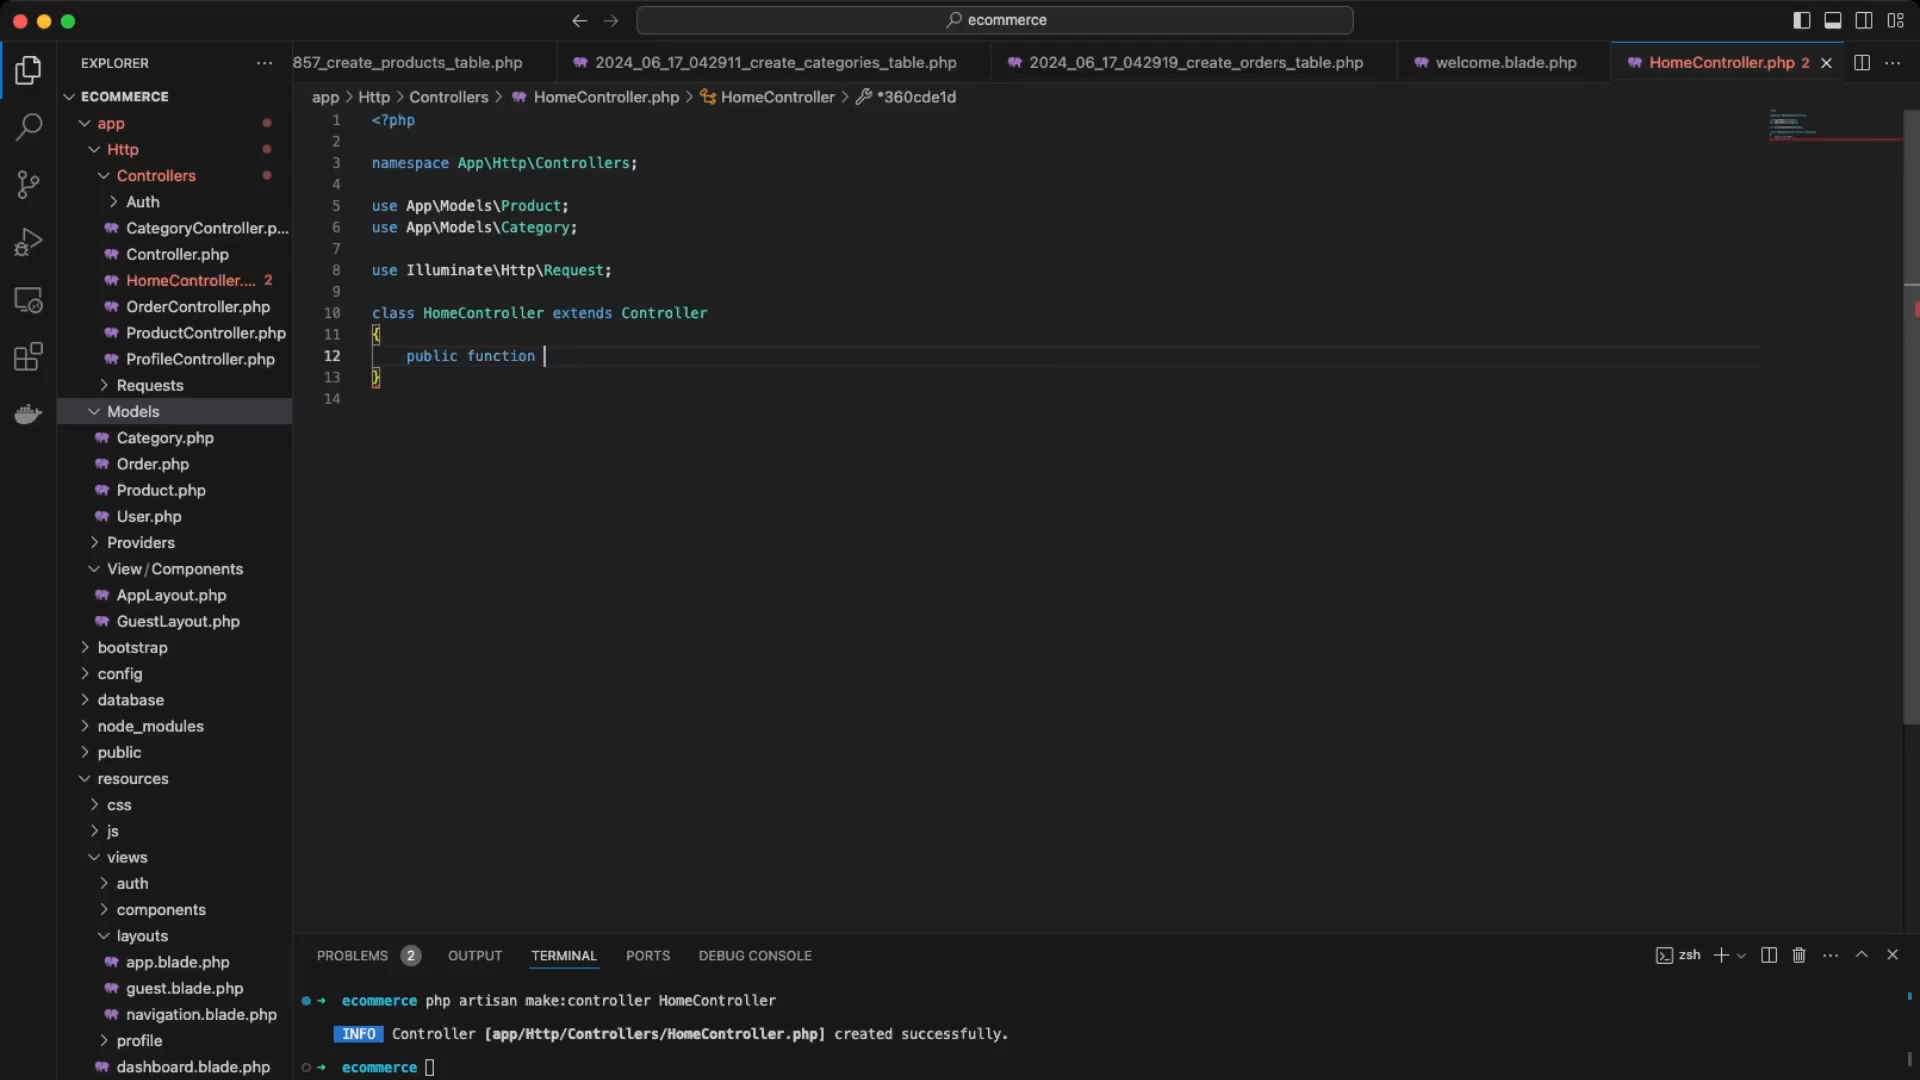 ecommerce
EXPLORER
857_create_products_table.php
2024_06_17_042911_create_categories_table.php
2024_06_17_042919_create_orders_table.php
welcome.blade.php
HomeController.php 2
ECOMMERCE
app
Http
Controllers
Auth
CategoryController.p...
Controller.php
HomeController.... 2
OrderController.php
ProductController.php
ProfileController.php
Requests
Models
Category.php
Order.php
Product.php
User.php
Providers
View/Components
AppLayout.php
GuestLayout.php
bootstrap
config
database
node_modules
public
resources
css
js
views
auth
components
layouts
app.blade.php
guest.blade.php
navigation.blade.php
profile
dashboard.blade.php
app > Http > Controllers > HomeController.php > HomeController > *360cde1d
1 <?php
2
3 namespace App\Http\Controllers;
4
5 use App\Models\Product;
6 use App\Models\Category;
7
8 use Illuminate\Http\Request;
9
10 class HomeController extends Controller
11 {
12     public function
13 }
14
PROBLEMS 2 OUTPUT TERMINAL PORTS DEBUG CONSOLE
zsh
ecommerce php artisan make:controller HomeController
INFO Controller [app/Http/Controllers/HomeController.php] created successfully.
ecommerce